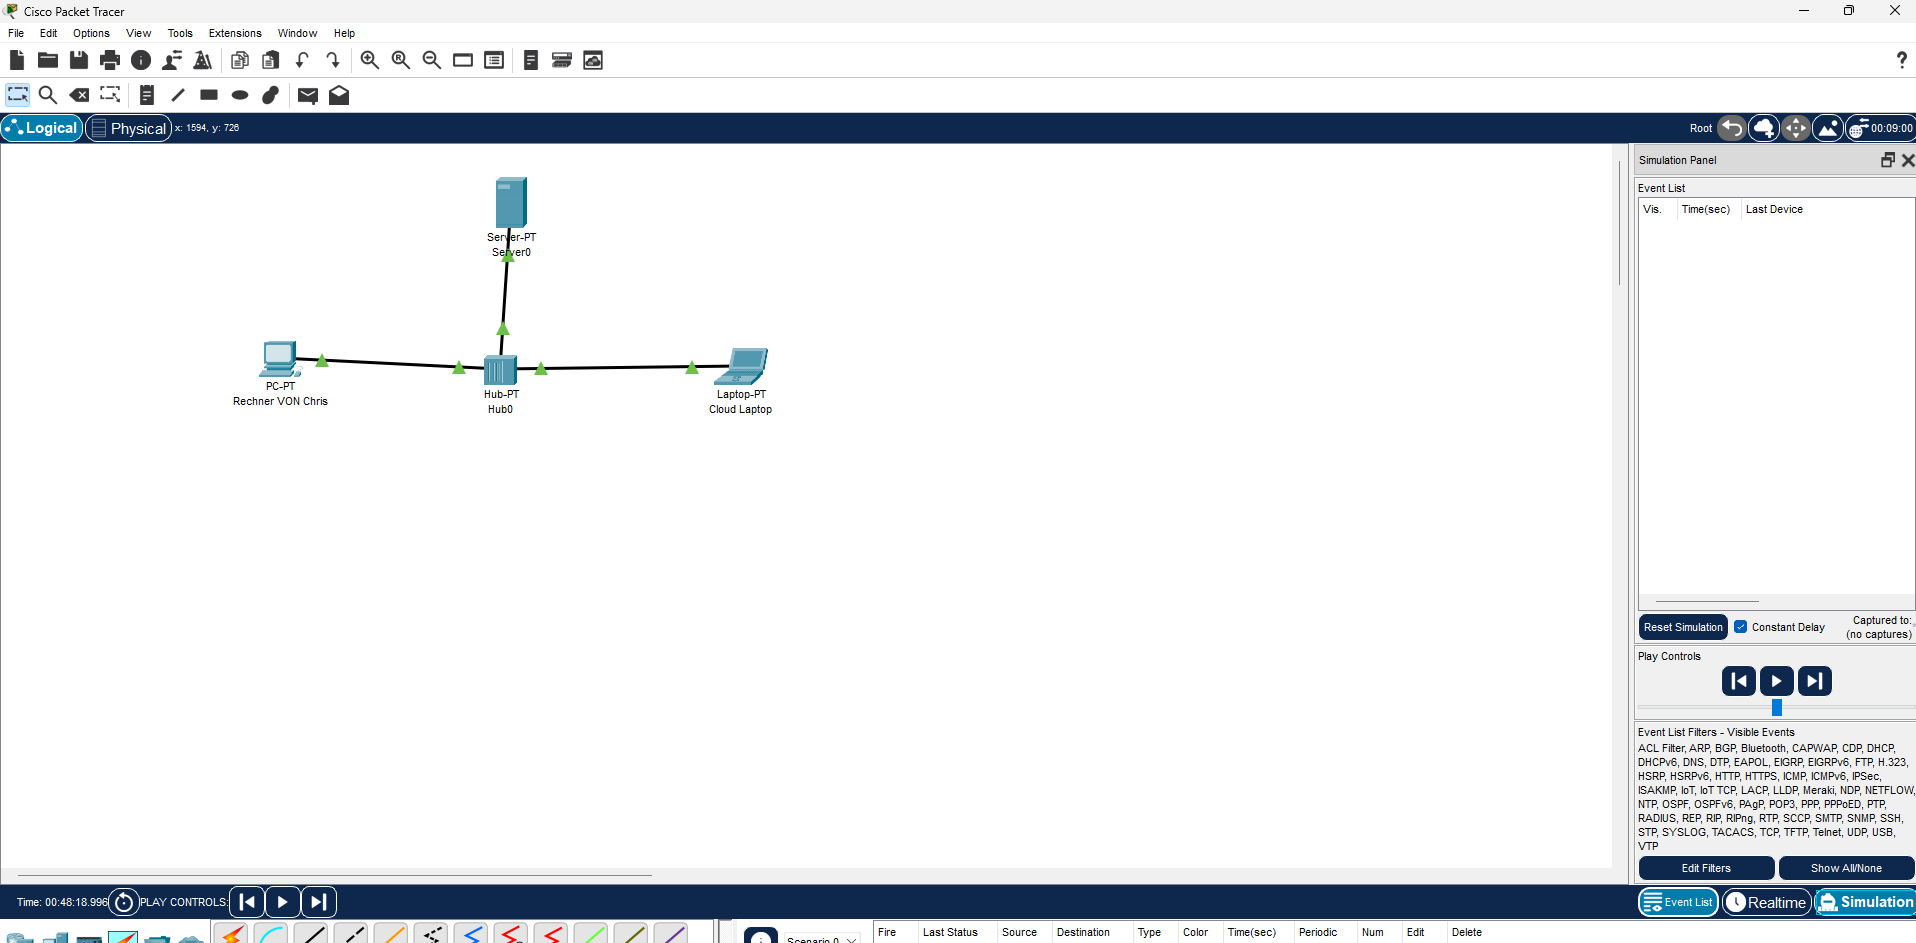 Cisco Packet Tracer
File Edit Options View Tools Extensions Window Help
?
Logical Physical x: 1594, y: 726 Root 00:09:00
Simulation Panel
Event List
Vis. Time(sec) Last Device
Server-PT
Server0
PC-PT
Rechner VON Chris
Hub-PT
Hub0
Laptop-PT
Cloud Laptop
Reset Simulation Constant Delay Captured to:
(no captures)
Play Controls
Event List Filters - Visible Events
ACL Filter, ARP, BGP, Bluetooth, CAPWAP, CDP, DHCP,
DHCPv6, DNS, DTP, EAPOL, EIGRP, EIGRPv6, FTP, H.323,
HSRP, HSRPv6, HTTP, HTTPS, ICMP, ICMPv6, IPSec,
ISAKMP, IoT, IoT TCP, LACP, LLDP, Meraki, NDP, NETFLOW,
NTP, OSPF, OSPFv6, PAgP, POP3, PPP, PPPoED, PTP,
RADIUS, REP, RIP, RIPng, RTP, SCCP, SMTP, SNMP, SSH,
STP, SYSLOG, TACACS, TCP, TFTP, Telnet, UDP, USB,
VTP
Edit Filters Show All/None
Time: 00:48:18.996 PLAY CONTROLS: Event List Realtime Simulation
Scenario 0 Fire Last Status Source Destination Type Color Time(sec) Periodic Num Edit Delete